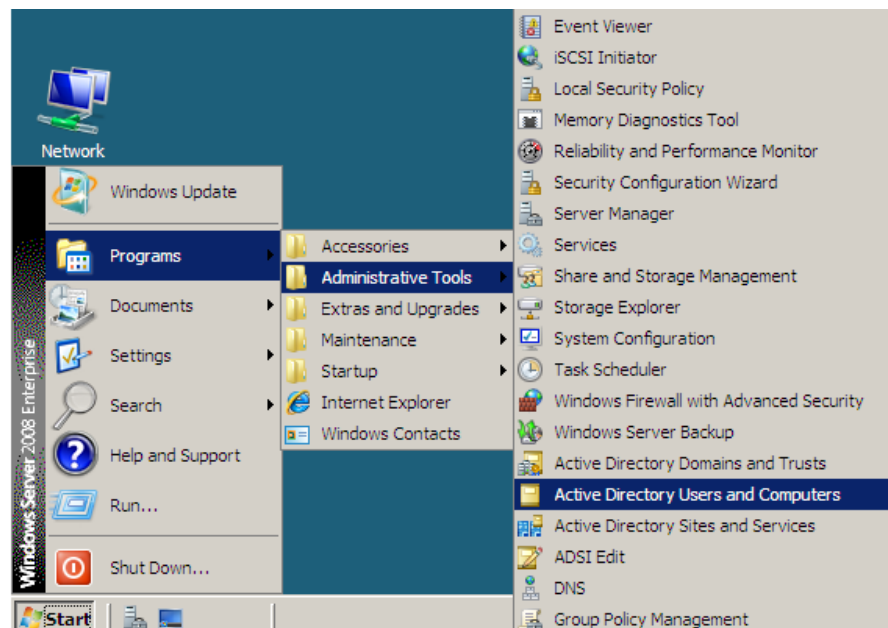 Network
Windows Update
Programs
Documents
Settings
Search
Help and Support
Run...
Shut Down...
Windows Server 2008 Enterprise
Start
Accessories
Administrative Tools
Extras and Upgrades
Maintenance
Startup
Internet Explorer
Windows Contacts
Event Viewer
iSCSI Initiator
Local Security Policy
Memory Diagnostics Tool
Reliability and Performance Monitor
Security Configuration Wizard
Server Manager
Services
Share and Storage Management
Storage Explorer
System Configuration
Task Scheduler
Windows Firewall with Advanced Security
Windows Server Backup
Active Directory Domains and Trusts
Active Directory Users and Computers
Active Directory Sites and Services
ADSI Edit
DNS
Group Policy Management